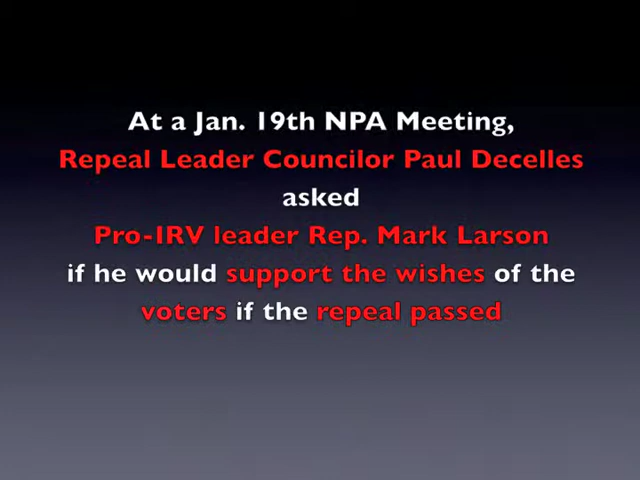 At a Jan. 19th NPA Meeting,
Repeal Leader Councilor Paul Decelles
asked
Pro-IRV leader Rep. Mark Larson
if he would support the wishes of the
voters if the repeal passed